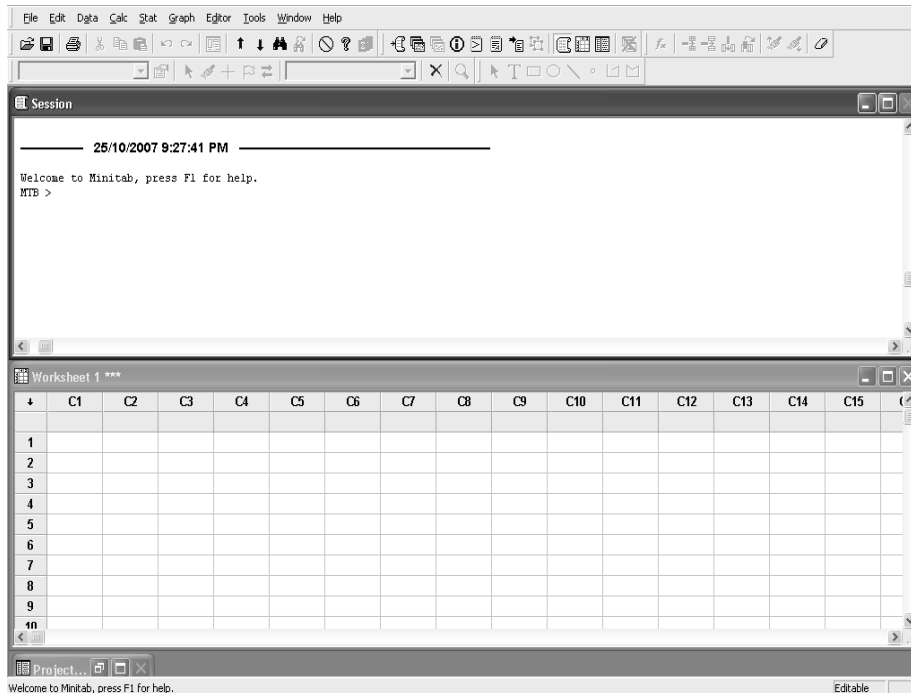 File Edit Data Calc Stat Graph Editor Tools Window Help
Session
25/10/2007 9:27:41 PM
Welcome to Minitab, press F1 for help.
MTB >
Worksheet 1 ***
C1 C2 C3 C4 C5 C6 C7 C8 C9 C10 C11 C12 C13 C14 C15
1
2
3
4
5
6
7
8
9
10
Project...
Welcome to Minitab, press F1 for help. Editable